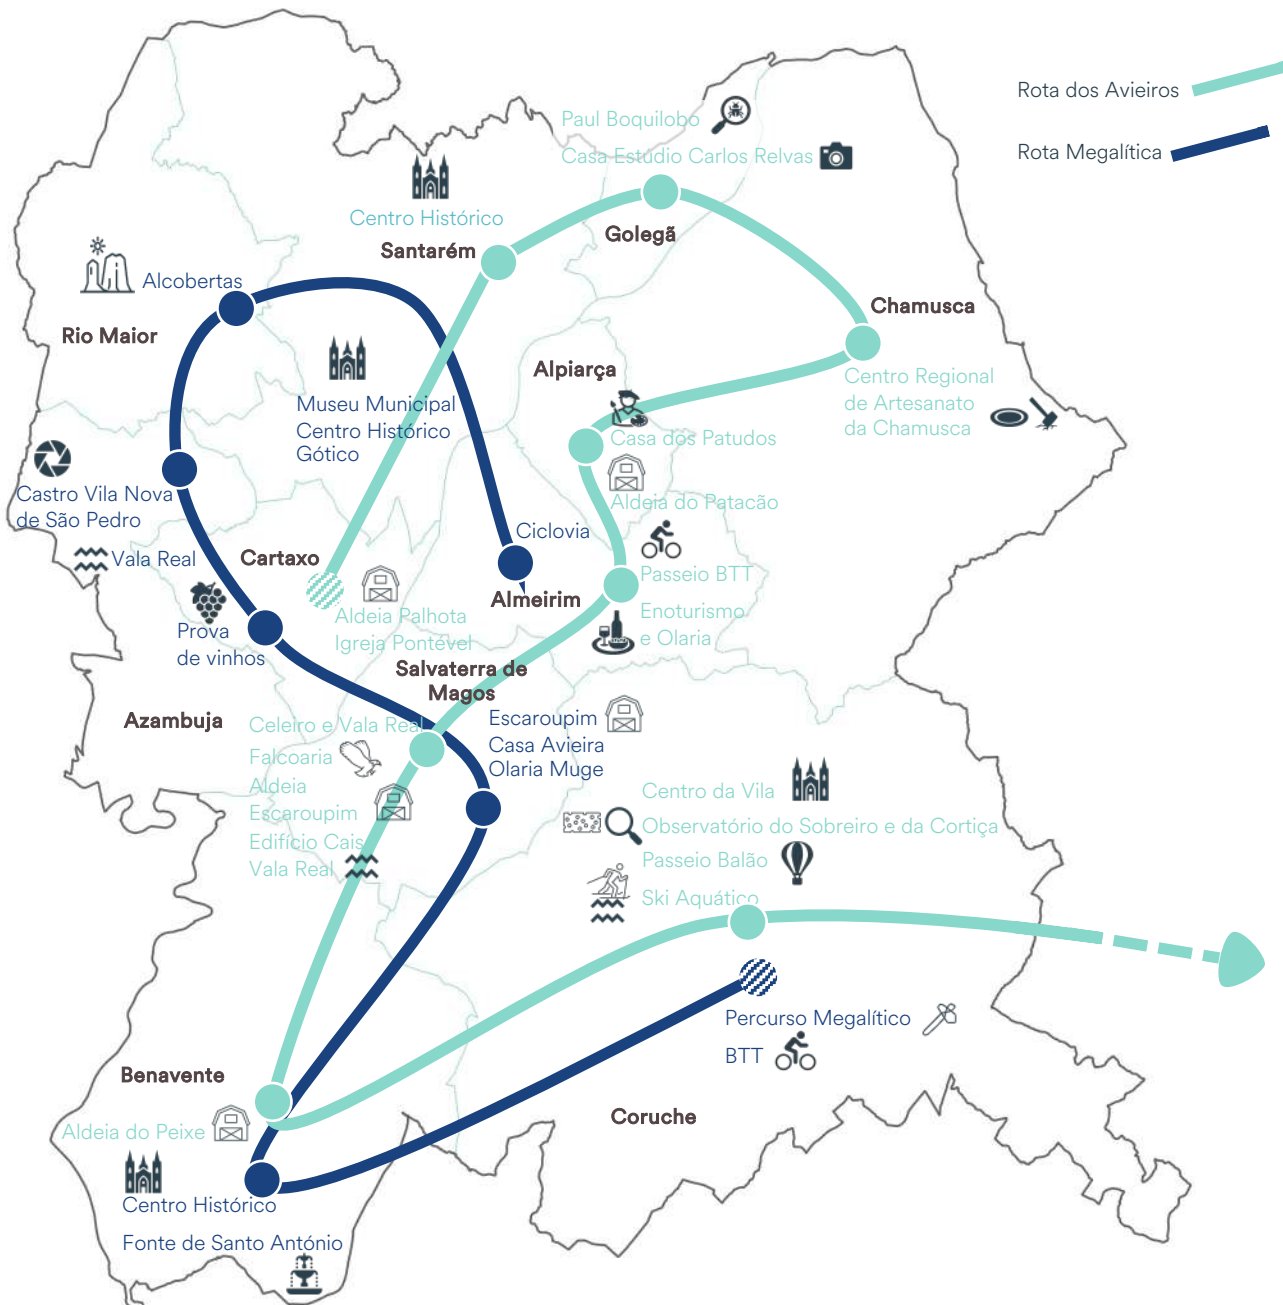 Rota dos Avieiros
Rota Megalítica
Paul Boquilobo
Casa Estúdio Carlos Relvas
Centro Histórico
Santarém
Golegã
Alcobertas
Rio Maior
Chamusca
Alpiarça
Centro Regional
de Artesanato
da Chamusca
Museu Municipal
Centro Histórico
Gótico
Casa dos Patudos
Aldeia do Patacão
Castro Vila Nova
de São Pedro
Vala Real
Cartaxo
Ciclovia
Passeio BTT
Almeirim
Aldeia Palhota
Igreja Pontével
Enoturismo
e Olaria
Prova
de vinhos
Salvaterra de
Magos
Azambuja
Celeiro e Vala Real
Falcoaria
Aldeia
Escaroupim
Edifício Cais
Vala Real
Escaroupim
Casa Avieira
Olaria Muge
Centro da Vila
Observatório do Sobreiro e da Cortiça
Passeio Balão
Ski Aquático
Percurso Megalítico
BTT
Benavente
Aldeia do Peixe
Coruche
Centro Histórico
Fonte de Santo António